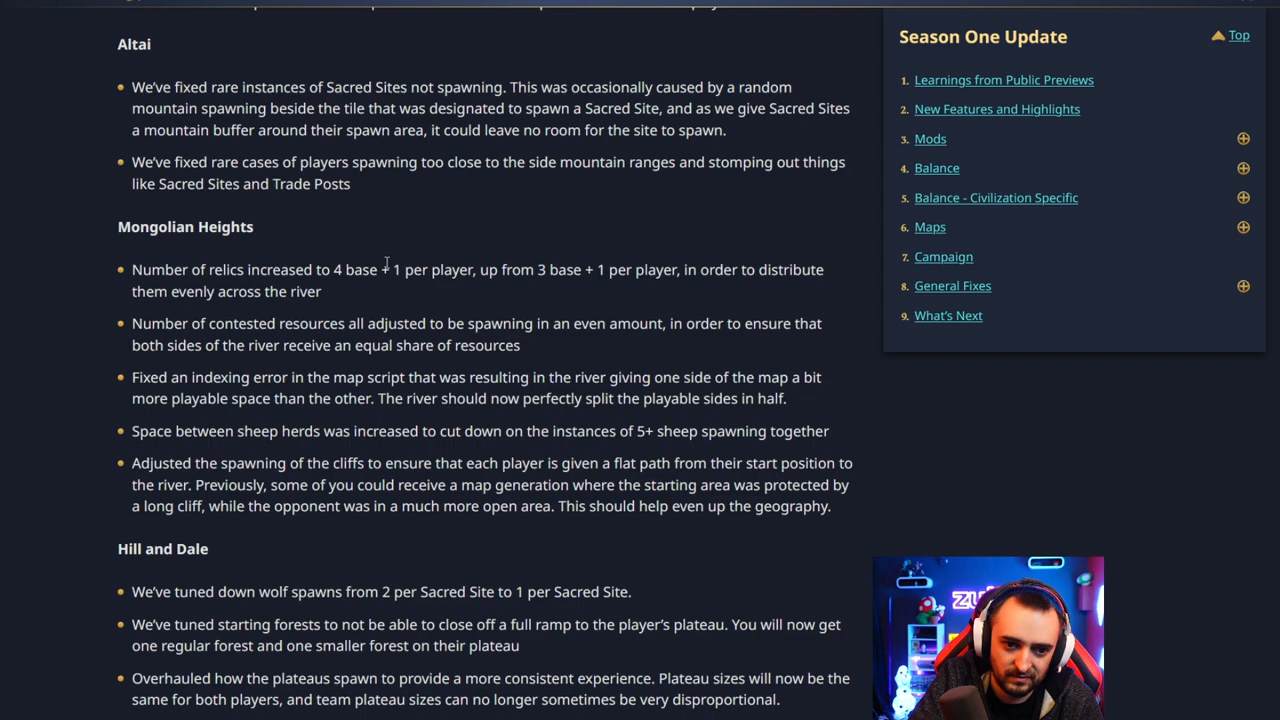 Altai
We've fixed rare instances of Sacred Sites not spawning. This was occasionally caused by a random
mountain spawning beside the tile that was designated to spawn a Sacred Site, and as we give Sacred Sites
a mountain buffer around their spawn area, it could leave no room for the site to spawn.
We've fixed rare cases of players spawning too close to the side mountain ranges and stomping out things
like Sacred Sites and Trade Posts
Mongolian Heights
Number of relics increased to 4 base + 1 per player, up from 3 base + 1 per player, in order to distribute
them evenly across the river
Number of contested resources all adjusted to be spawning in an even amount, in order to ensure that
both sides of the river receive an equal share of resources
Fixed an indexing error in the map script that was resulting in the river giving one side of the map a bit
more playable space than the other. The river should now perfectly split the playable sides in half.
Space between sheep herds was increased to cut down on the instances of 5+ sheep spawning together
Adjusted the spawning of the cliffs to ensure that each player is given a flat path from their start position to
the river. Previously, some of you could receive a map generation where the starting area was protected by
a long cliff, while the opponent was in a much more open area. This should help even up the geography.
Hill and Dale
We've tuned down wolf spawns from 2 per Sacred Site to 1 per Sacred Site.
We've tuned starting forests to not be able to close off a full ramp to the player's plateau. You will now get
one regular forest and one smaller forest on their plateau
Overhauled how the plateaus spawn to provide a more consistent experience. Plateau sizes will now be the
same for both players, and team plateau sizes can no longer sometimes be very disproportional.
Season One Update
Top
1. Learnings from Public Previews
2. New Features and Highlights
3. Mods
4. Balance
5. Balance - Civilization Specific
6. Maps
7. Campaign
8. General Fixes
9. What's Next